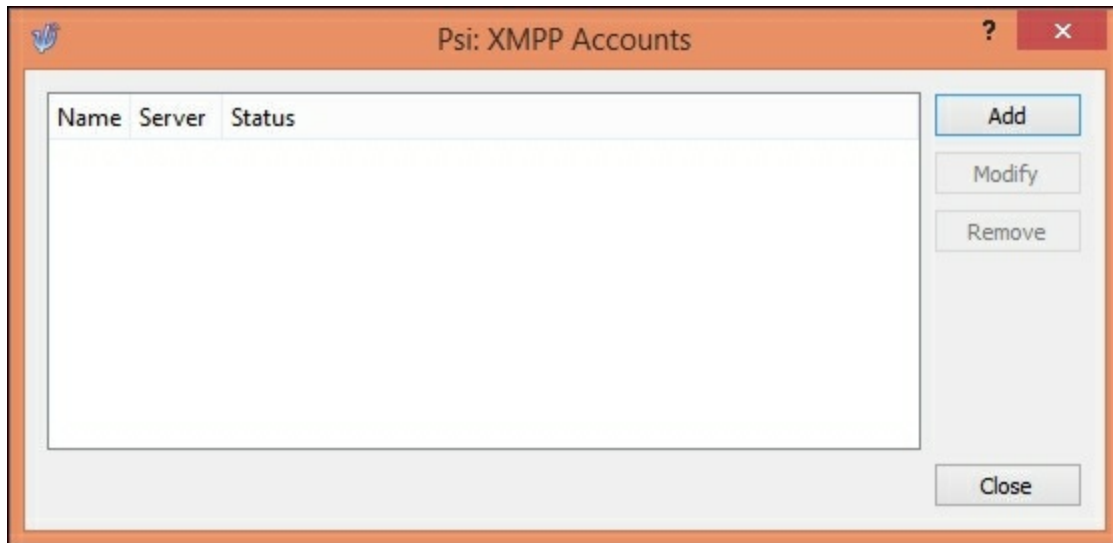 Psi: XMPP Accounts
?
Name Server Status
Add
Modify
Remove
Close